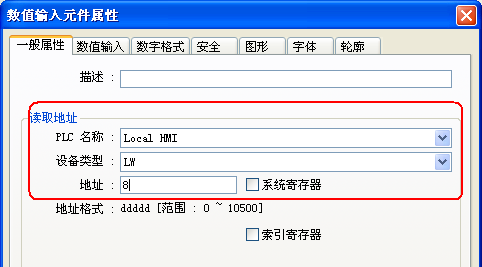 数值输入元件属性
一般属性 数值输入 数字格式 安全 图形 字体 轮廓
描述 :
读取地址
PLC 名称 : Local HMI
设备类型 : LW
地址 : 8 系统寄存器
地址格式 : ddddd [范围 : 0 ~ 10500]
索引寄存器